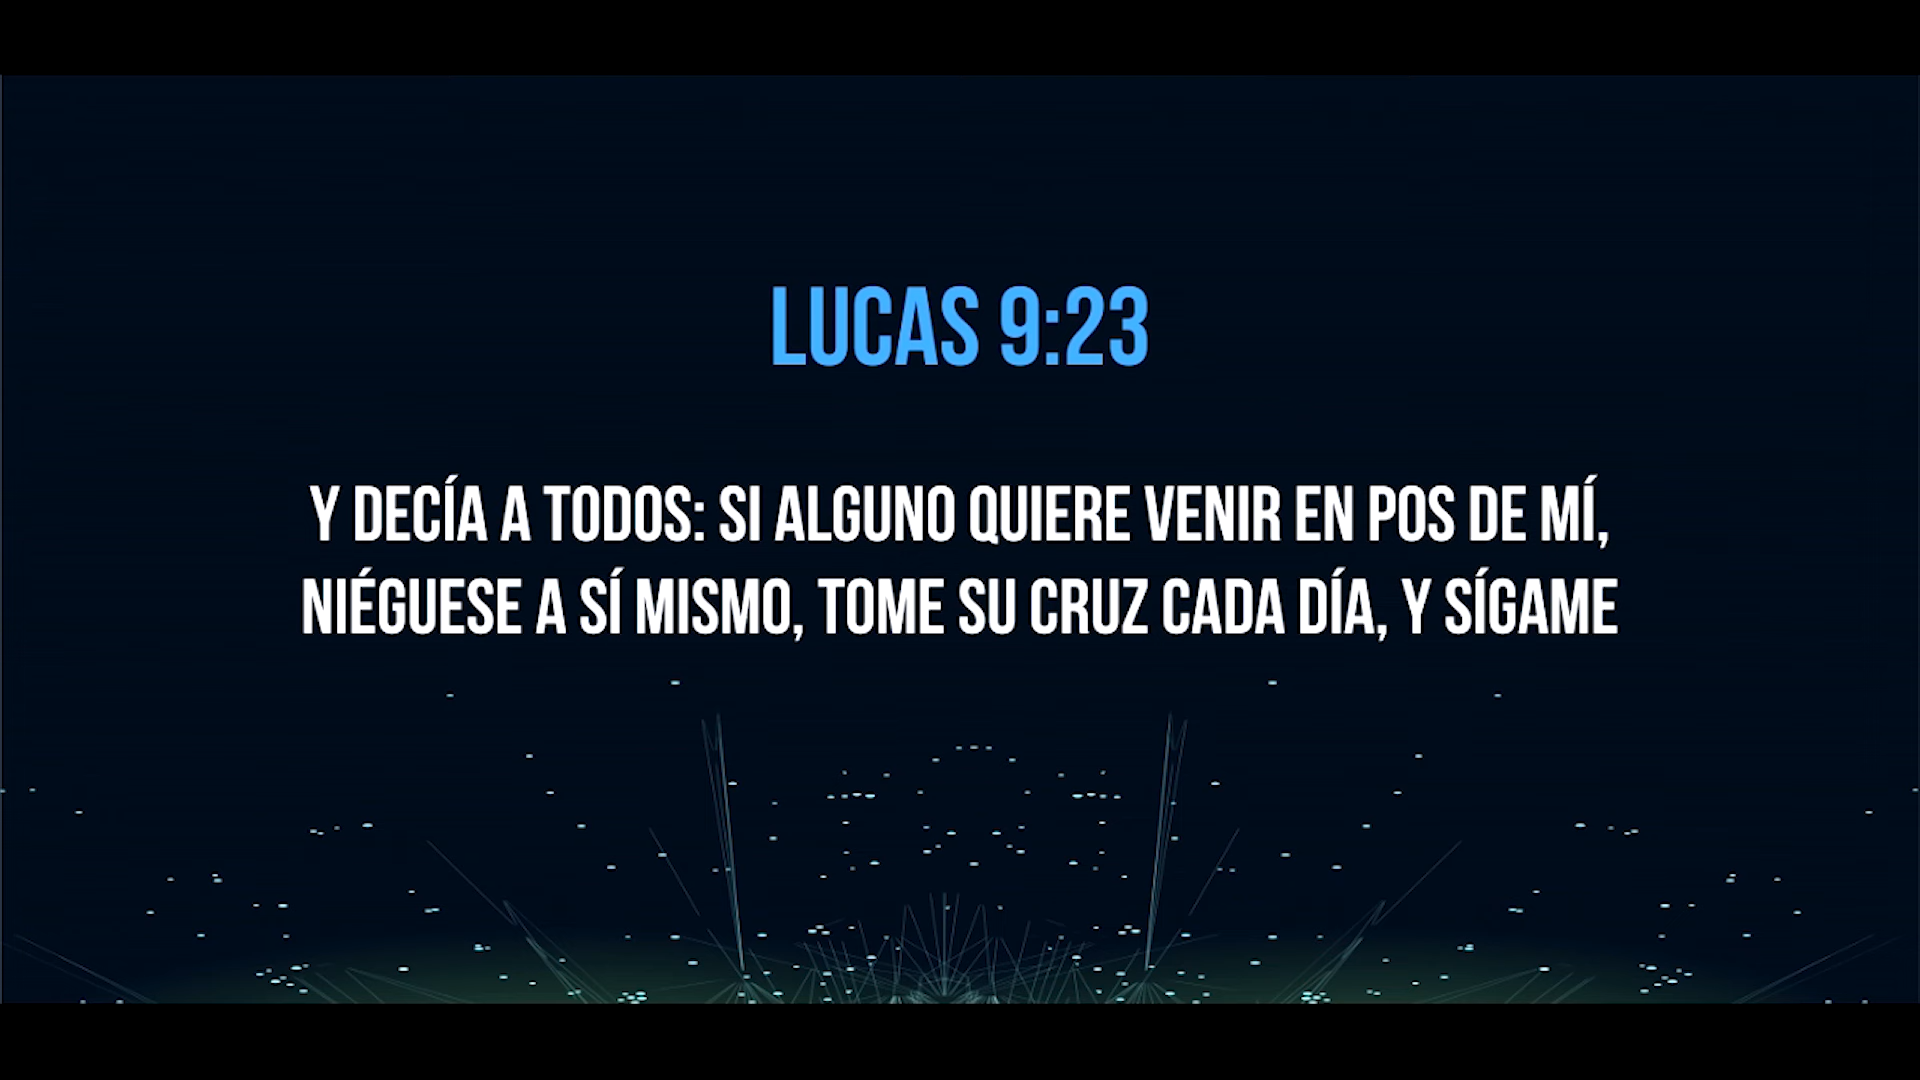 LUCAS 9:23
Y DECÍA A TODOS: SI ALGUNO QUIERE VENIR EN POS DE MÍ,
NIÉGUESE A SÍ MISMO, TOME SU CRUZ CADA DÍA, Y SÍGAME